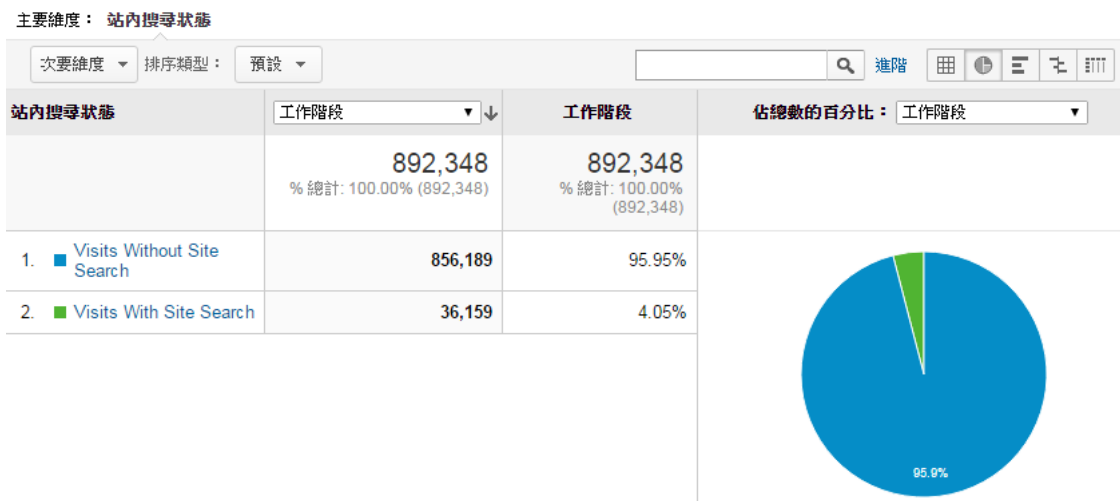 主要維度： 站內搜尋狀態
次要維度 排序類型： 預設 進階
站內搜尋狀態 工作階段 工作階段 佔總數的百分比： 工作階段
892,348 892,348
% 總計: 100.00% (892,348) % 總計: 100.00%
(892,348)
1. Visits Without Site
Search 856,189 95.95%
2. Visits With Site Search 36,159 4.05%
95.9%